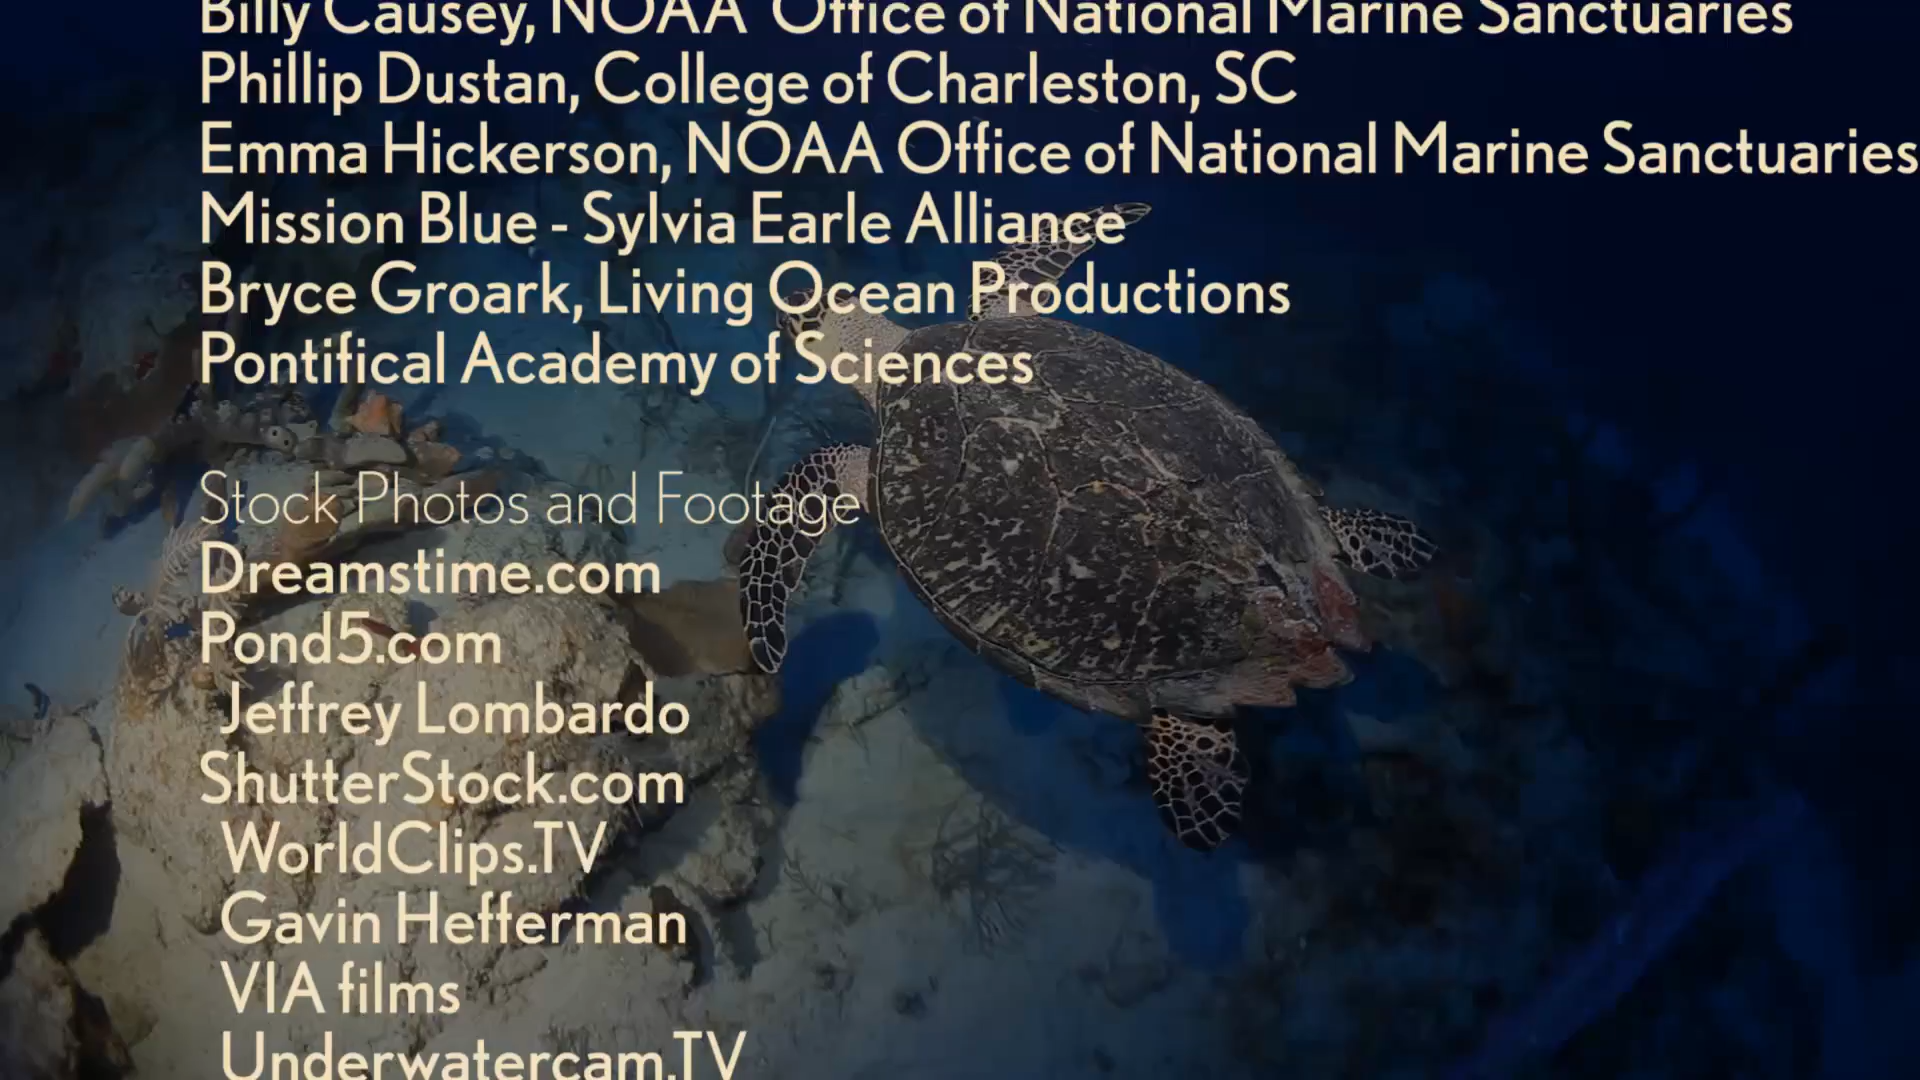 Billy Causey, NOAA Office of National Marine Sanctuaries
Phillip Dustan, College of Charleston, SC
Emma Hickerson, NOAA Office of National Marine Sanctuaries
Mission Blue - Sylvia Earle Alliance
Bryce Groark, Living Ocean Productions
Pontifical Academy of Sciences
Stock Photos and Footage
Dreamstime.com
Pond5.com
Jeffrey Lombardo
ShutterStock.com
WorldClips.TV
Gavin Hefferman
VIA films
Underwatercam.TV